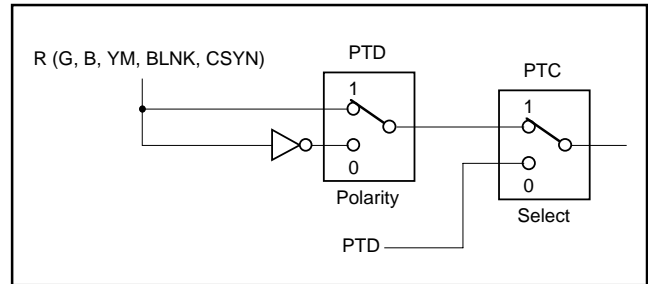 R (G, B, YM, BLNK, CSYN)
PTD
1
0
Polarity
PTC
1
0
Select
PTD